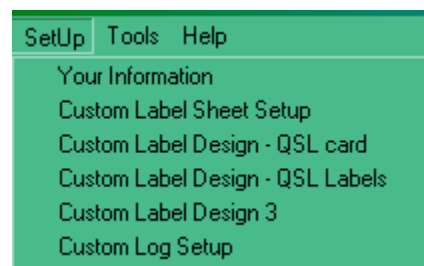 SetUp Tools Help
Your Information
Custom Label Sheet Setup
Custom Label Design - QSL card
Custom Label Design - QSL Labels
Custom Label Design 3
Custom Log Setup